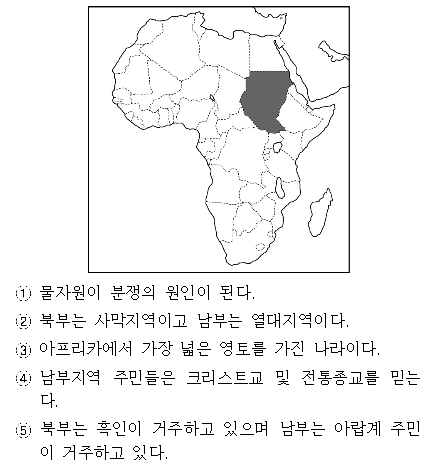 ① 물자원이 분쟁의 원인이 된다.
② 북부는 사막지역이고 남부는 열대지역이다.
③ 아프리카에서 가장 넓은 영토를 가진 나라이다.
④ 남부지역 주민들은 크리스트교 및 전통종교를 믿는
다.
⑤ 북부는 흑인이 거주하고 있으며 남부는 아랍계 주민
이 거주하고 있다.